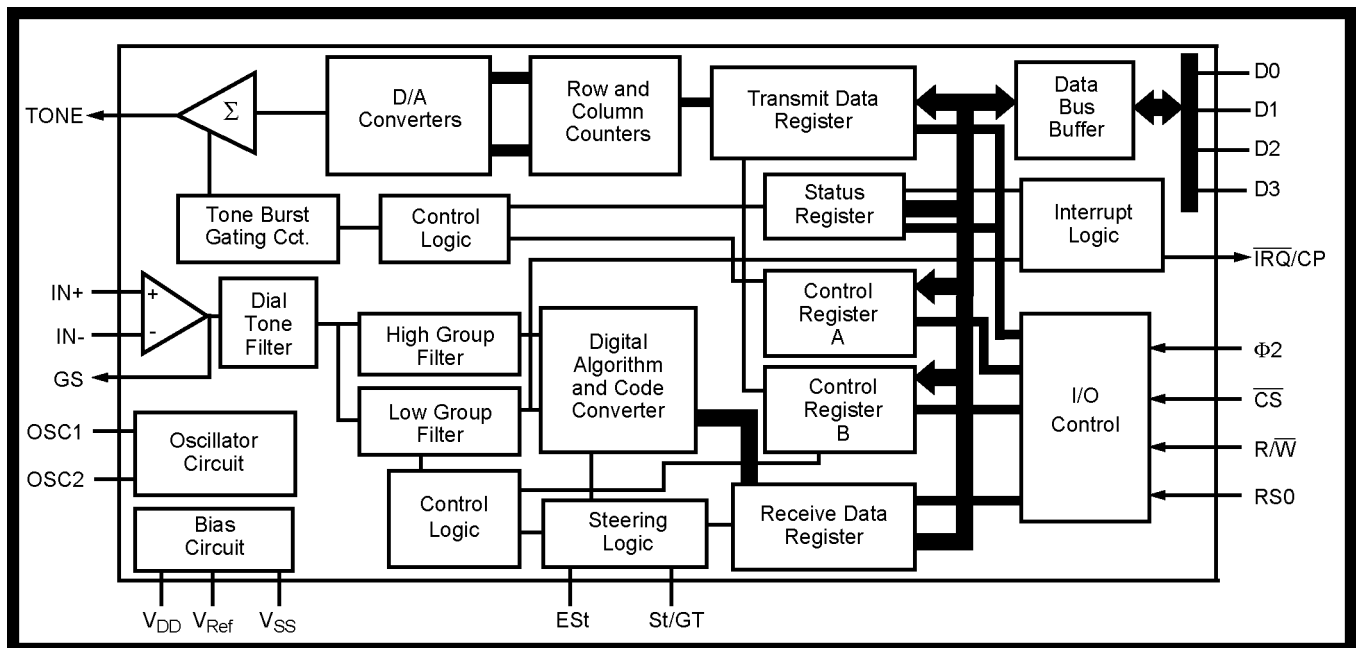 TONE
Σ
D/A
Converters
Row and
Column
Counters
Transmit Data
Register
Data
Bus
Buffer
D0
D1
D2
D3
Tone Burst
Gating Cct.
Control
Logic
Status
Register
Interrupt
Logic
I̅R̅Q̅/CP
IN+
IN-
GS
+
-
Dial
Tone
Filter
High Group
Filter
Low Group
Filter
Digital
Algorithm
and Code
Converter
Control
Register
A
Control
Register
B
I/O
Control
Φ2
C̅S̅
R/W̅
RS0
OSC1
OSC2
Oscillator
Circuit
Bias
Circuit
Control
Logic
Steering
Logic
Receive Data
Register
VDD VRef VSS
ESt St/GT